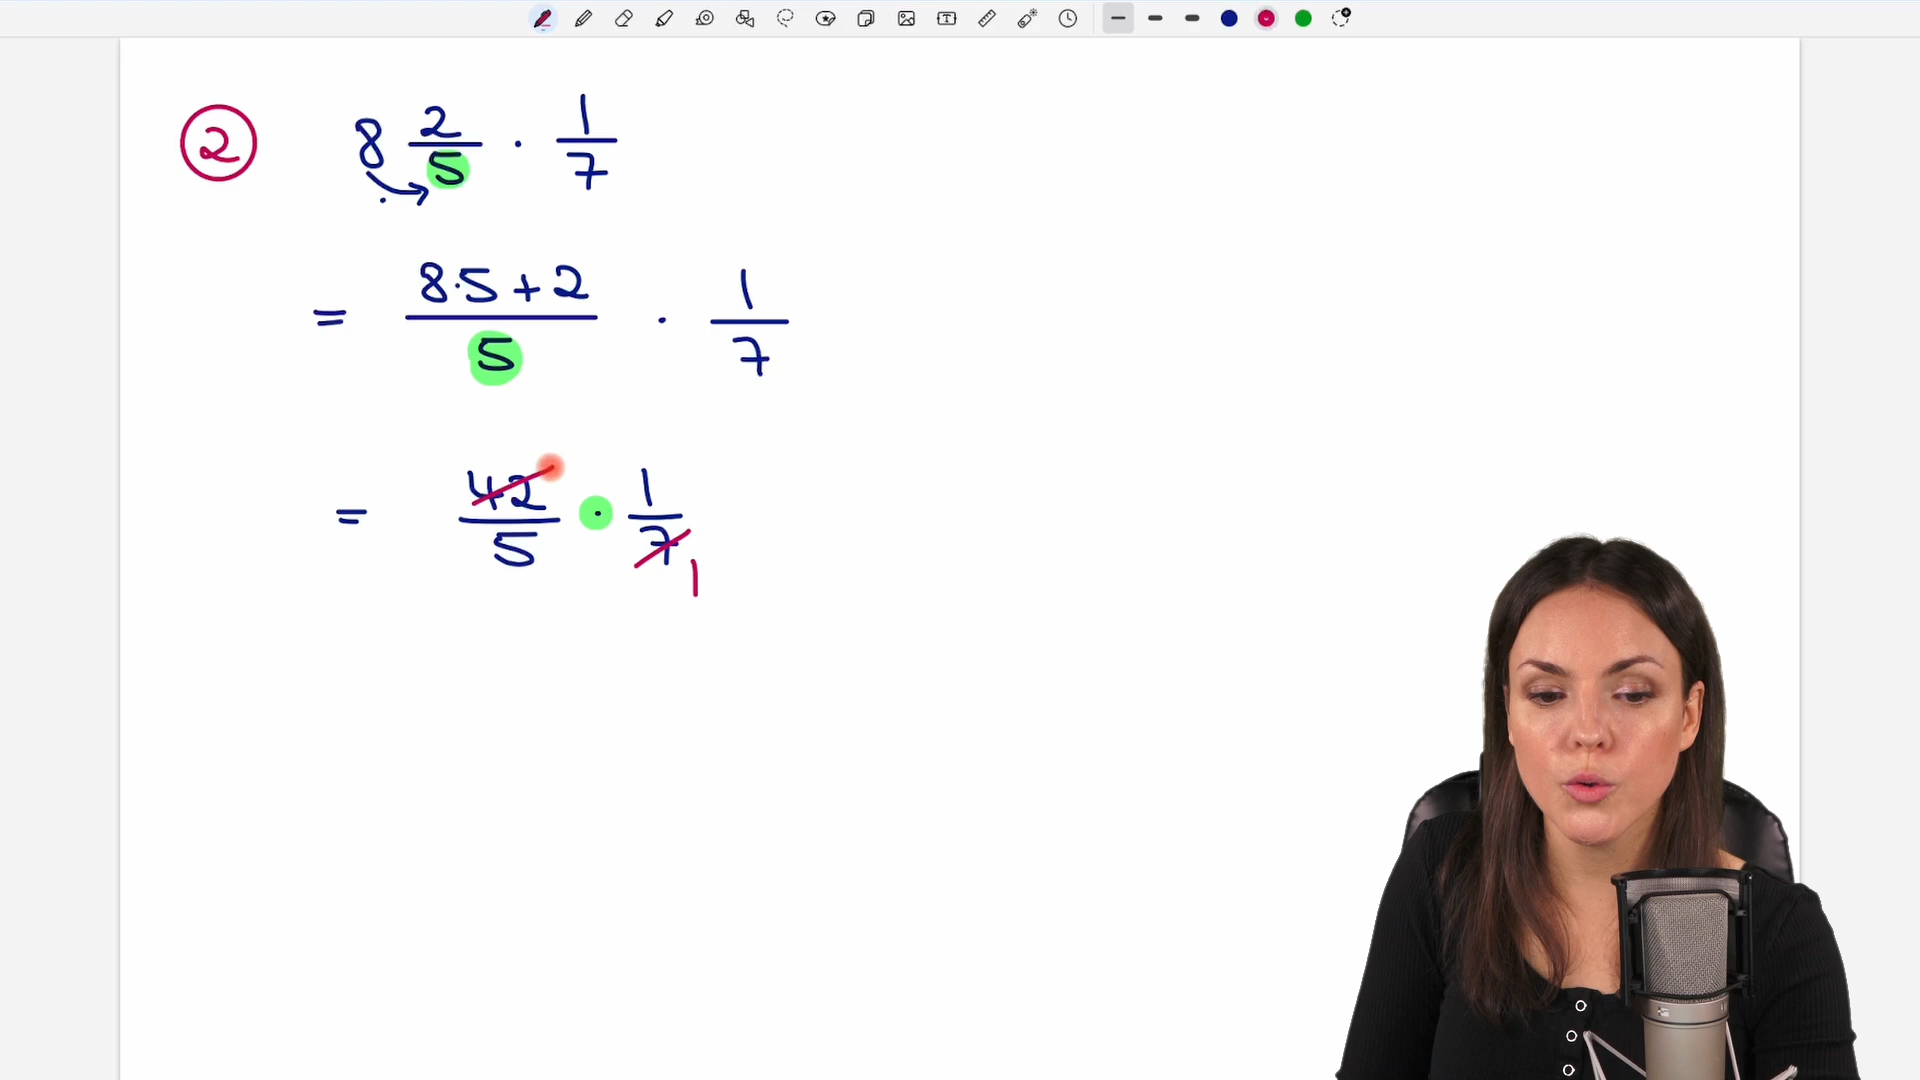 ② 8 2/5 · 1/7
= (8·5+2)/5 · 1/7
= 42/5 · 1/7 1